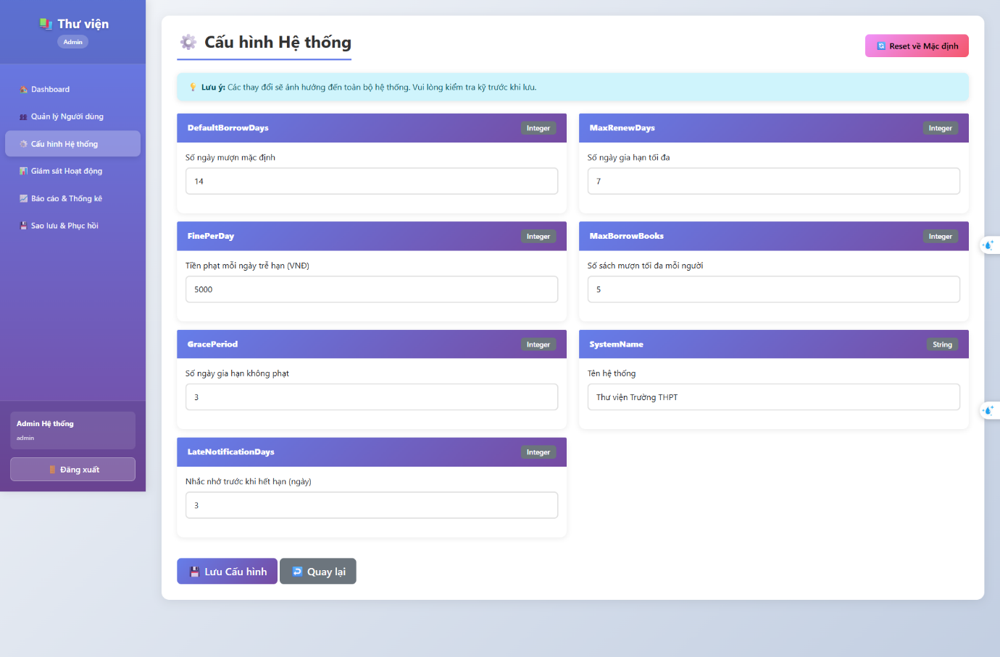 Thư viện
Admin
Dashboard
Quản lý Người dùng
Cấu hình Hệ thống
Giám sát Hoạt động
Báo cáo & Thống kê
Sao lưu & Phục hồi
Admin Hệ thống
admin
Đăng xuất
Cấu hình Hệ thống
Reset về Mặc định
Lưu ý: Các thay đổi sẽ ảnh hưởng đến toàn bộ hệ thống. Vui lòng kiểm tra kỹ trước khi lưu.
DefaultBorrowDays
Integer
Số ngày mượn mặc định
14
MaxRenewDays
Integer
Số ngày gia hạn tối đa
7
FinePerDay
Integer
Tiền phạt mỗi ngày trễ hạn (VNĐ)
5000
MaxBorrowBooks
Integer
Số sách mượn tối đa mỗi người
5
GracePeriod
Integer
Số ngày gia hạn không phạt
3
SystemName
String
Tên hệ thống
Thư viện Trường THPT
LateNotificationDays
Integer
Nhắc nhở trước khi hết hạn (ngày)
3
Lưu Cấu hình
Quay lại